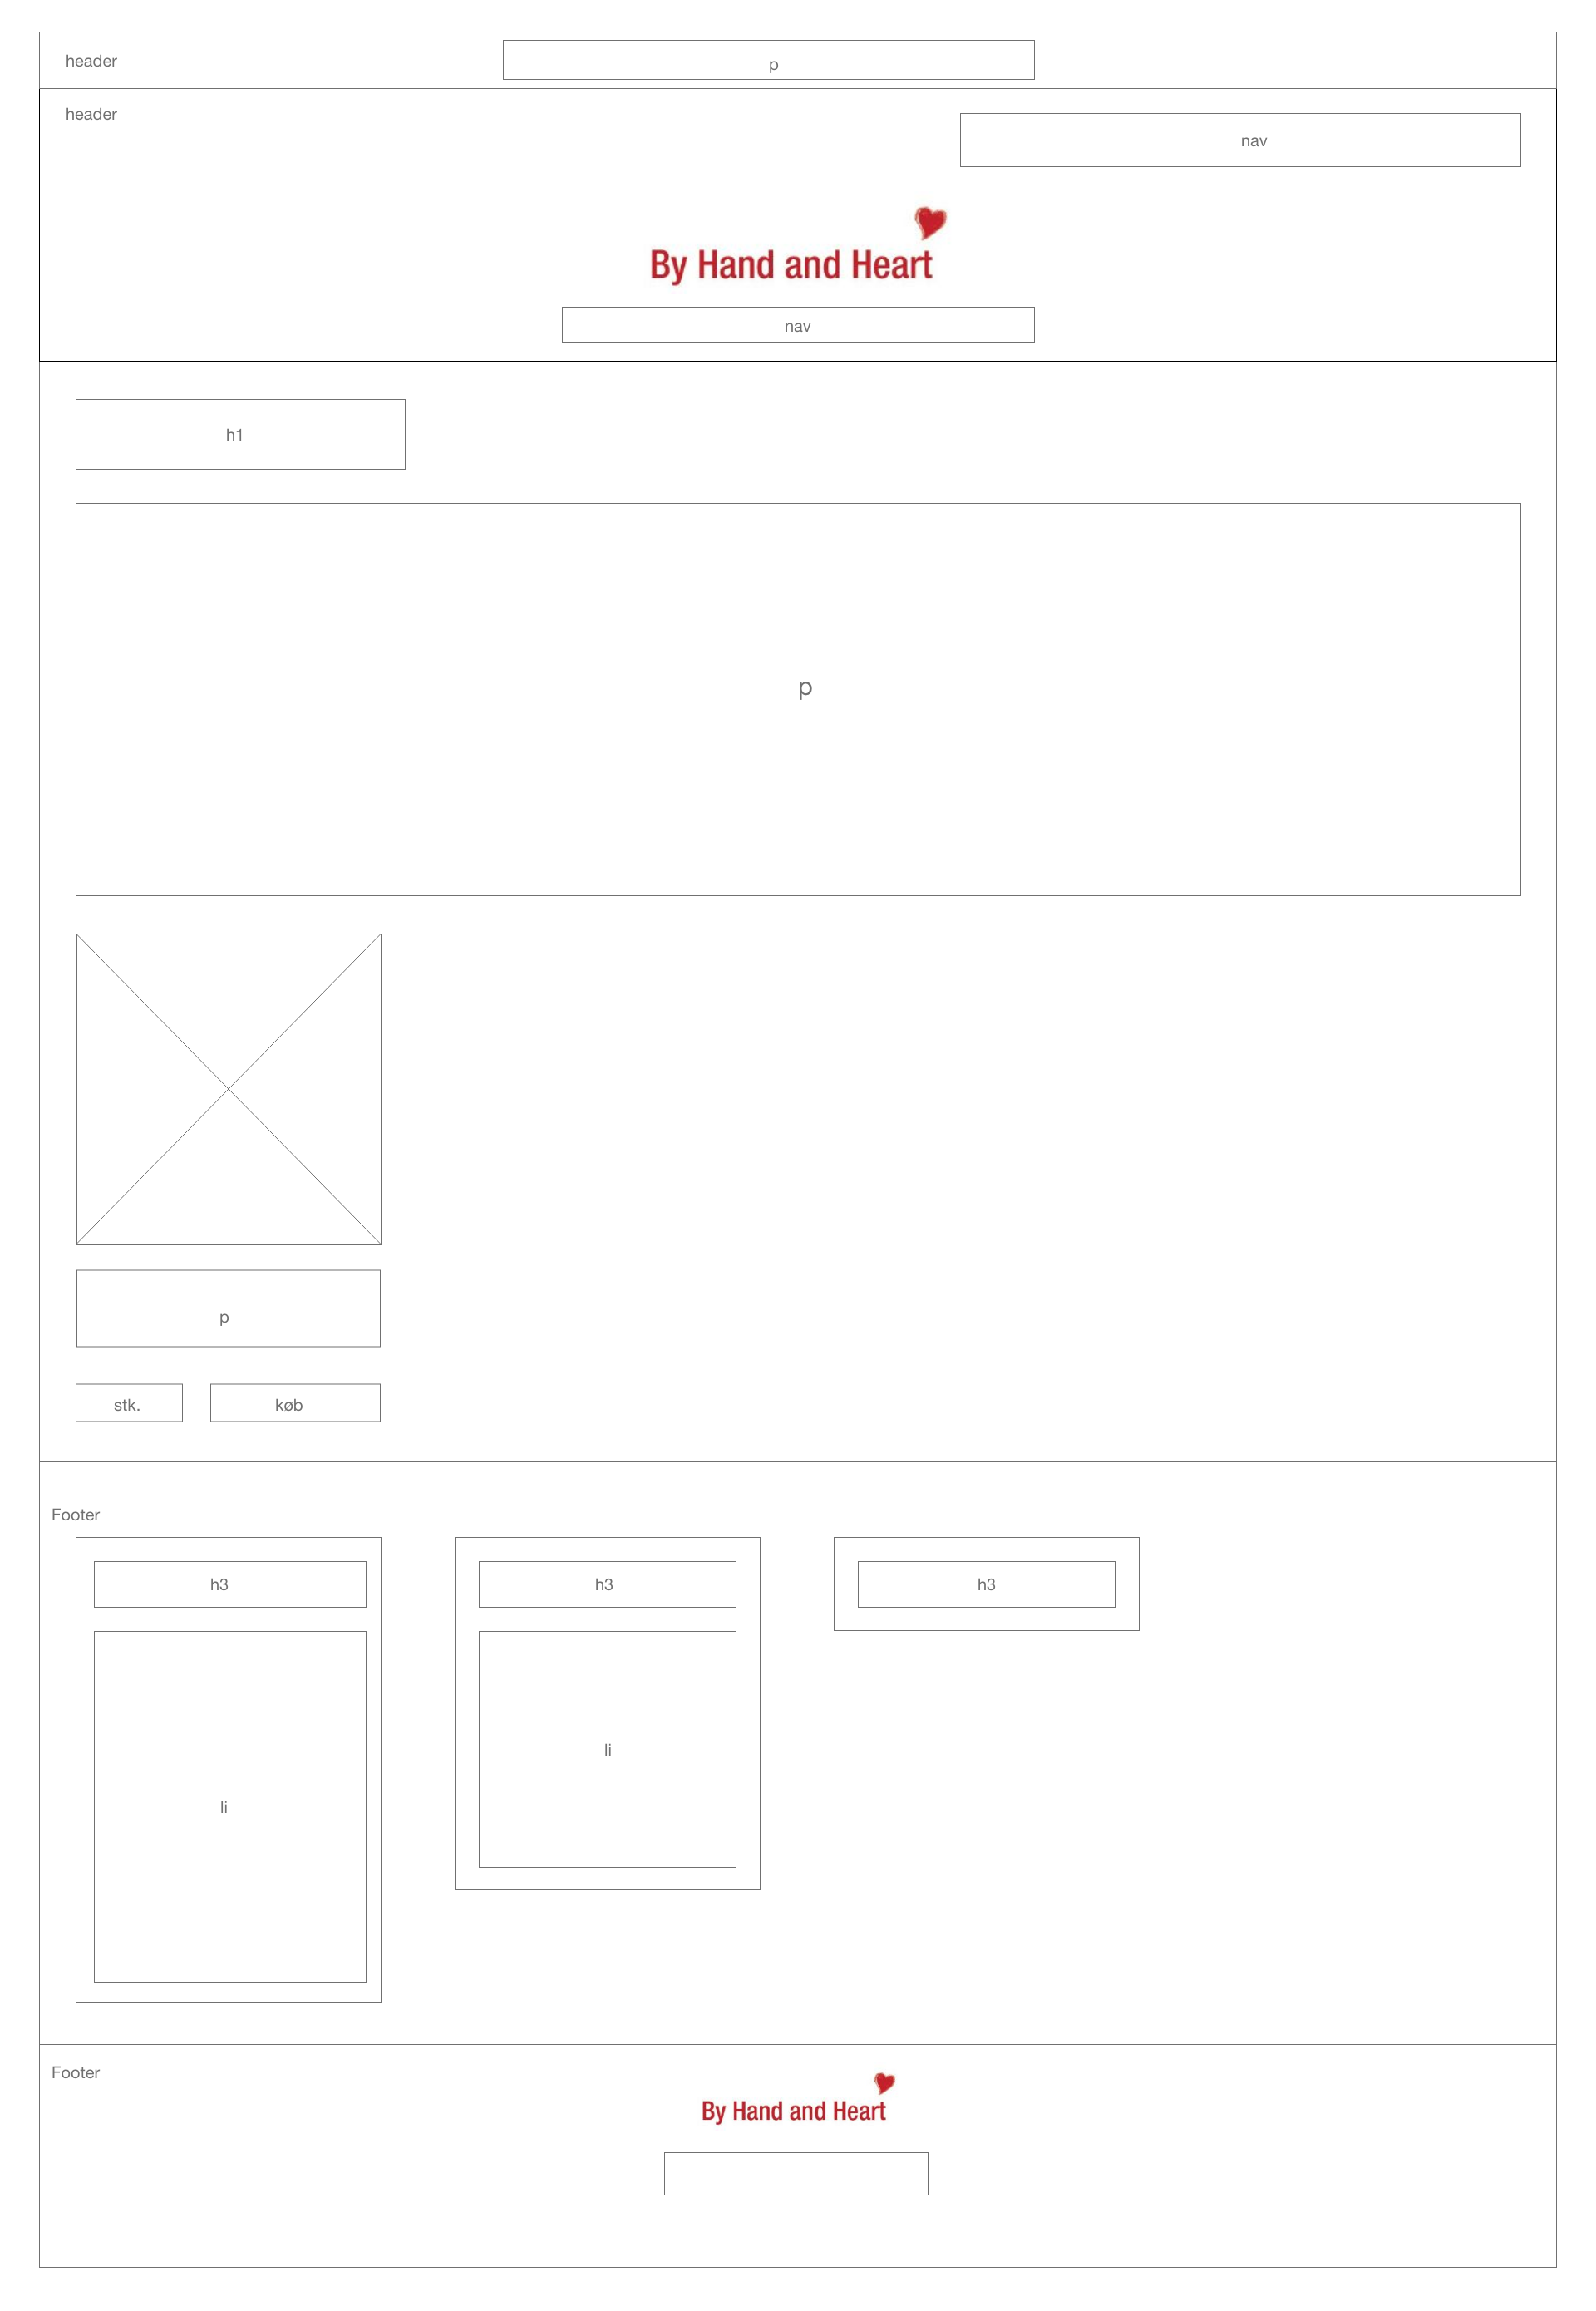 header
p
header
nav
By Hand and Heart
nav
h1
p
p
stk.
køb
Footer
h3
h3
h3
li
li
Footer
By Hand and Heart